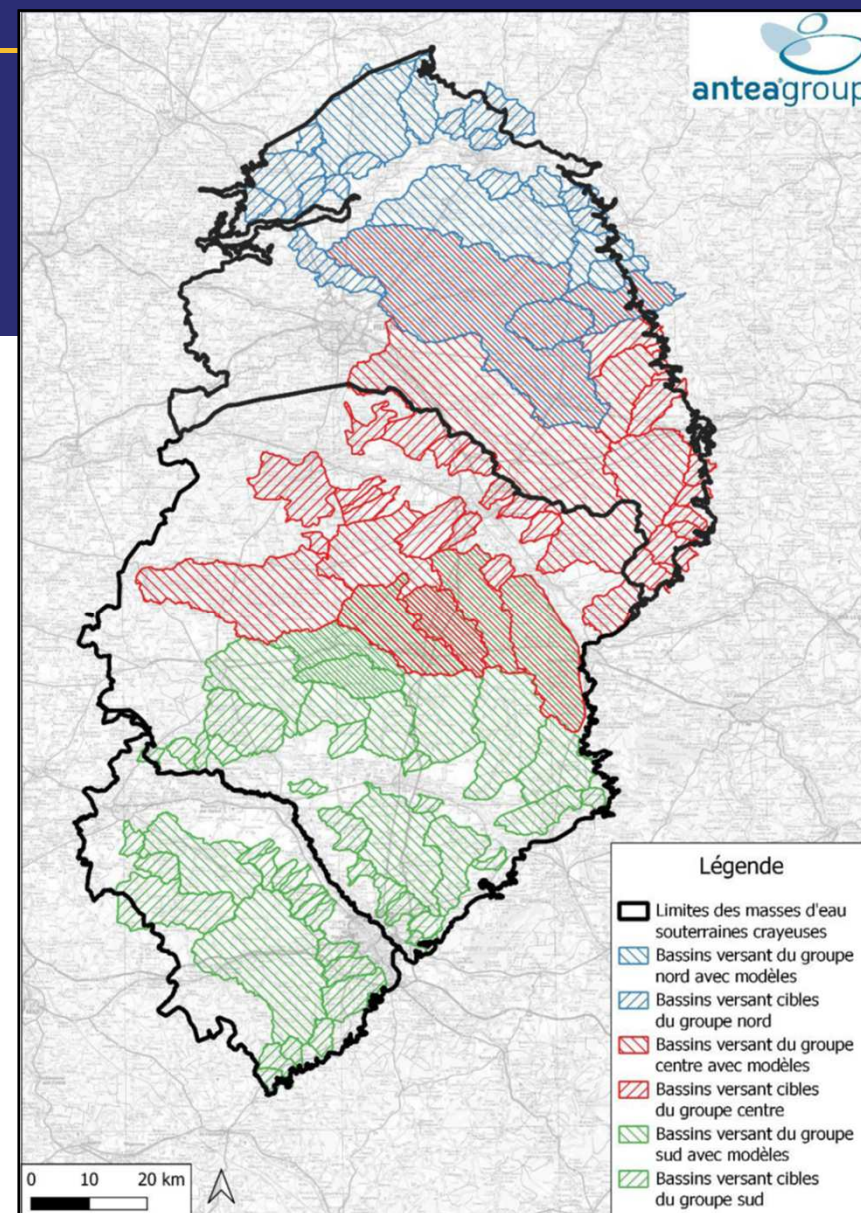 antea®group
Légende
Limites des masses d'eau
souterraines crayeuses
Bassins versant du groupe
nord avec modèles
Bassins versant cibles
du groupe nord
Bassins versant du groupe
centre avec modèles
Bassins versant cibles
du groupe centre
Bassins versant du groupe
sud avec modèles
Bassins versant cibles
du groupe sud
0 10 20 km